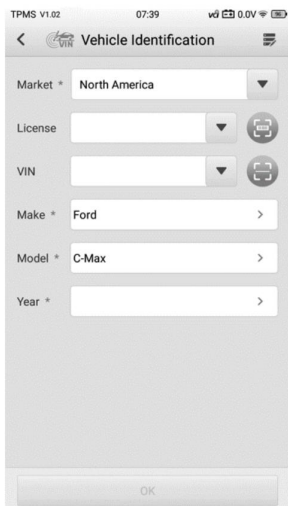 TPMS V1.02 07:39 0.0V
VIN Vehicle Identification
Market * North America
License
VIN
Make * Ford
Model * C-Max
Year *
OK